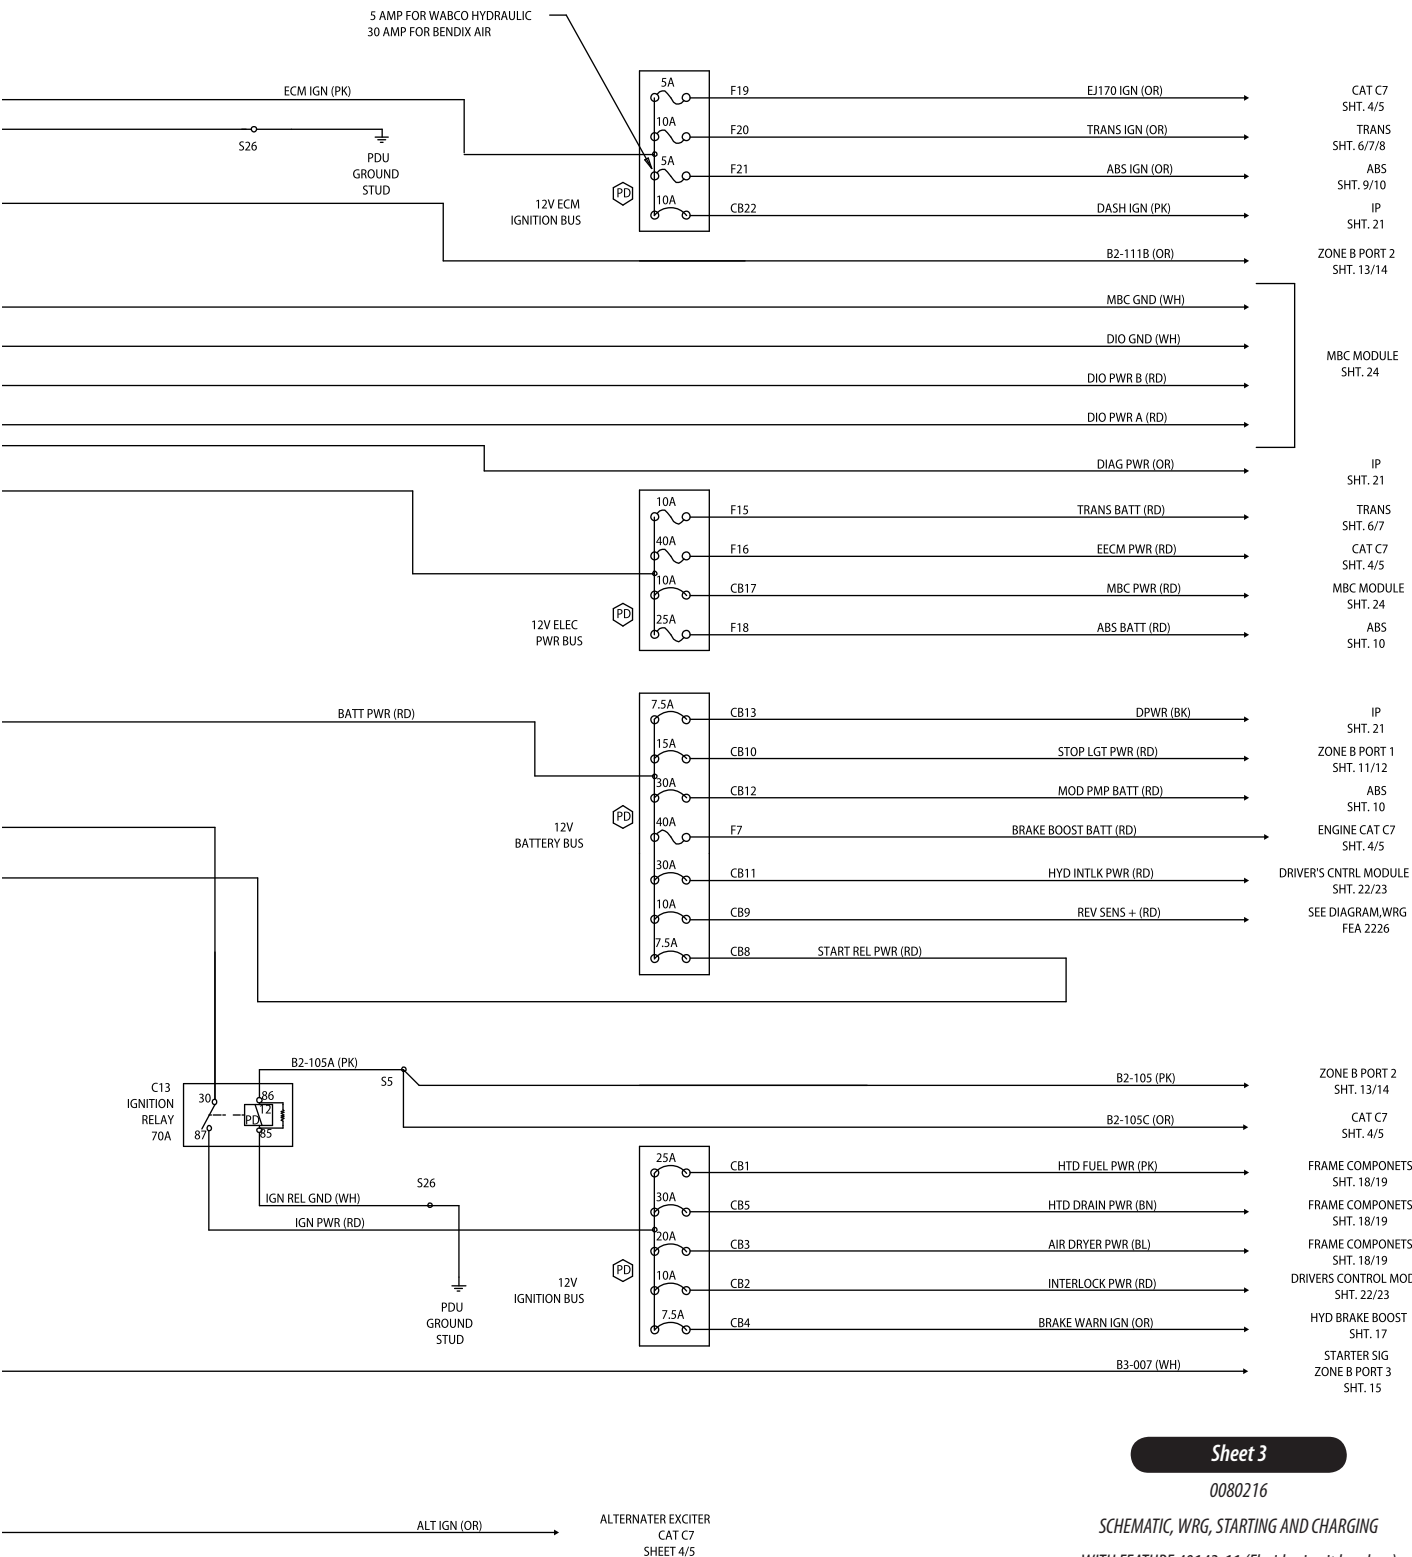 5 AMP FOR WABCO HYDRAULIC
30 AMP FOR BENDIX AIR
ECM IGN (PK)
S26
PDU
GROUND
STUD
12V ECM
IGNITION BUS
PD
5A
F19
EJ170 IGN (OR)
CAT C7
SHT. 4/5
10A
F20
TRANS IGN (OR)
TRANS
SHT. 6/7/8
5A
F21
ABS IGN (OR)
ABS
SHT. 9/10
10A
CB22
DASH IGN (PK)
IP
SHT. 21
B2-111B (OR)
ZONE B PORT 2
SHT. 13/14
MBC GND (WH)
DIO GND (WH)
DIO PWR B (RD)
DIO PWR A (RD)
MBC MODULE
SHT. 24
DIAG PWR (OR)
IP
SHT. 21
12V ELEC
PWR BUS
PD
10A
F15
TRANS BATT (RD)
TRANS
SHT. 6/7
40A
F16
EECM PWR (RD)
CAT C7
SHT. 4/5
10A
CB17
MBC PWR (RD)
MBC MODULE
SHT. 24
25A
F18
ABS BATT (RD)
ABS
SHT. 10
BATT PWR (RD)
12V
BATTERY BUS
PD
7.5A
CB13
DPWR (BK)
IP
SHT. 21
15A
CB10
STOP LGT PWR (RD)
ZONE B PORT 1
SHT. 11/12
30A
CB12
MOD PMP BATT (RD)
ABS
SHT. 10
40A
F7
BRAKE BOOST BATT (RD)
ENGINE CAT C7
SHT. 4/5
30A
CB11
HYD INTLK PWR (RD)
DRIVER'S CNTRL MODULE
SHT. 22/23
10A
CB9
REV SENS + (RD)
SEE DIAGRAM,WRG
FEA 2226
7.5A
CB8
START REL PWR (RD)
B2-105A (PK)
S5
B2-105 (PK)
ZONE B PORT 2
SHT. 13/14
B2-105C (OR)
CAT C7
SHT. 4/5
C13
IGNITION
RELAY
70A
30
86
12
PD
87
85
IGN REL GND (WH)
S26
IGN PWR (RD)
PDU
GROUND
STUD
12V
IGNITION BUS
PD
25A
CB1
HTD FUEL PWR (PK)
FRAME COMPONETS
SHT. 18/19
30A
CB5
HTD DRAIN PWR (BN)
FRAME COMPONETS
SHT. 18/19
20A
CB3
AIR DRYER PWR (BL)
FRAME COMPONETS
SHT. 18/19
10A
CB2
INTERLOCK PWR (RD)
DRIVERS CONTROL MOD
SHT. 22/23
7.5A
CB4
BRAKE WARN IGN (OR)
HYD BRAKE BOOST
SHT. 17
B3-007 (WH)
STARTER SIG
ZONE B PORT 3
SHT. 15
Sheet 3
0080216
SCHEMATIC, WRG, STARTING AND CHARGING
ALT IGN (OR)
ALTERNATER EXCITER
CAT C7
SHEET 4/5